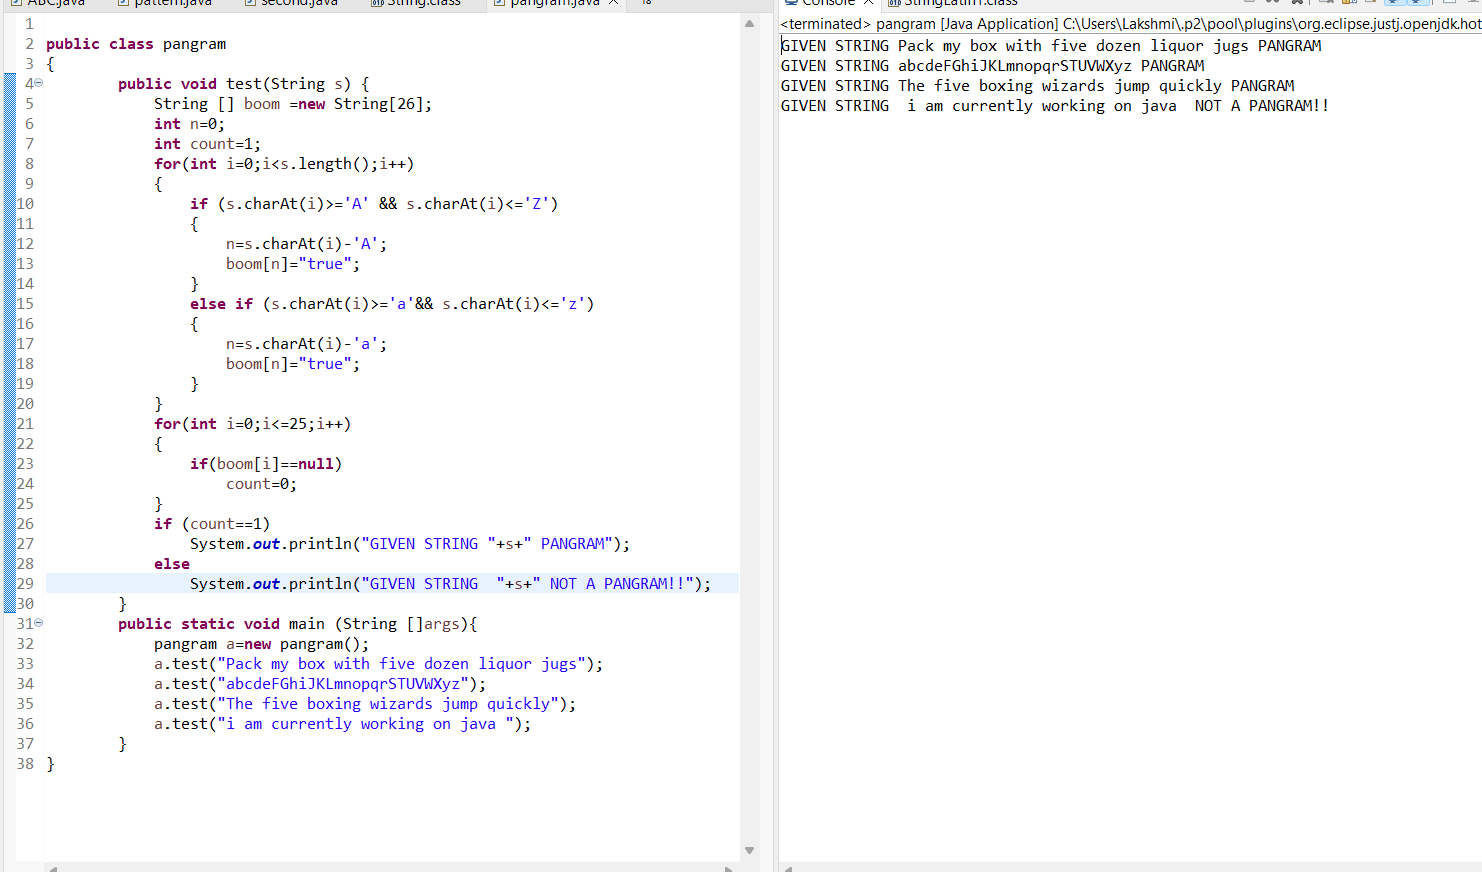 ABC.java pattern.java second.java String.class pangram.java
Console StringLatin1.class
<terminated> pangram [Java Application] C:\Users\Lakshmi\.p2\pool\plugins\org.eclipse.justj.openjdk.hot
1
2 public class pangram
3 {
4 public void test(String s) {
5 String [] boom =new String[26];
6 int n=0;
7 int count=1;
8 for(int i=0;i<s.length();i++)
9 {
10 if (s.charAt(i)>='A' && s.charAt(i)<='Z')
11 {
12 n=s.charAt(i)-'A';
13 boom[n]="true";
14 }
15 else if (s.charAt(i)>='a'&& s.charAt(i)<='z')
16 {
17 n=s.charAt(i)-'a';
18 boom[n]="true";
19 }
20 }
21 for(int i=0;i<=25;i++)
22 {
23 if(boom[i]==null)
24 count=0;
25 }
26 if (count==1)
27 System.out.println("GIVEN STRING "+s+" PANGRAM");
28 else
29 System.out.println("GIVEN STRING  "+s+" NOT A PANGRAM!!");
30 }
31 public static void main (String []args){
32 pangram a=new pangram();
33 a.test("Pack my box with five dozen liquor jugs");
34 a.test("abcdeFGhiJKLmnopqrSTUVWXyz");
35 a.test("The five boxing wizards jump quickly");
36 a.test("i am currently working on java ");
37 }
38 }
GIVEN STRING Pack my box with five dozen liquor jugs PANGRAM
GIVEN STRING abcdeFGhiJKLmnopqrSTUVWXyz PANGRAM
GIVEN STRING The five boxing wizards jump quickly PANGRAM
GIVEN STRING  i am currently working on java  NOT A PANGRAM!!